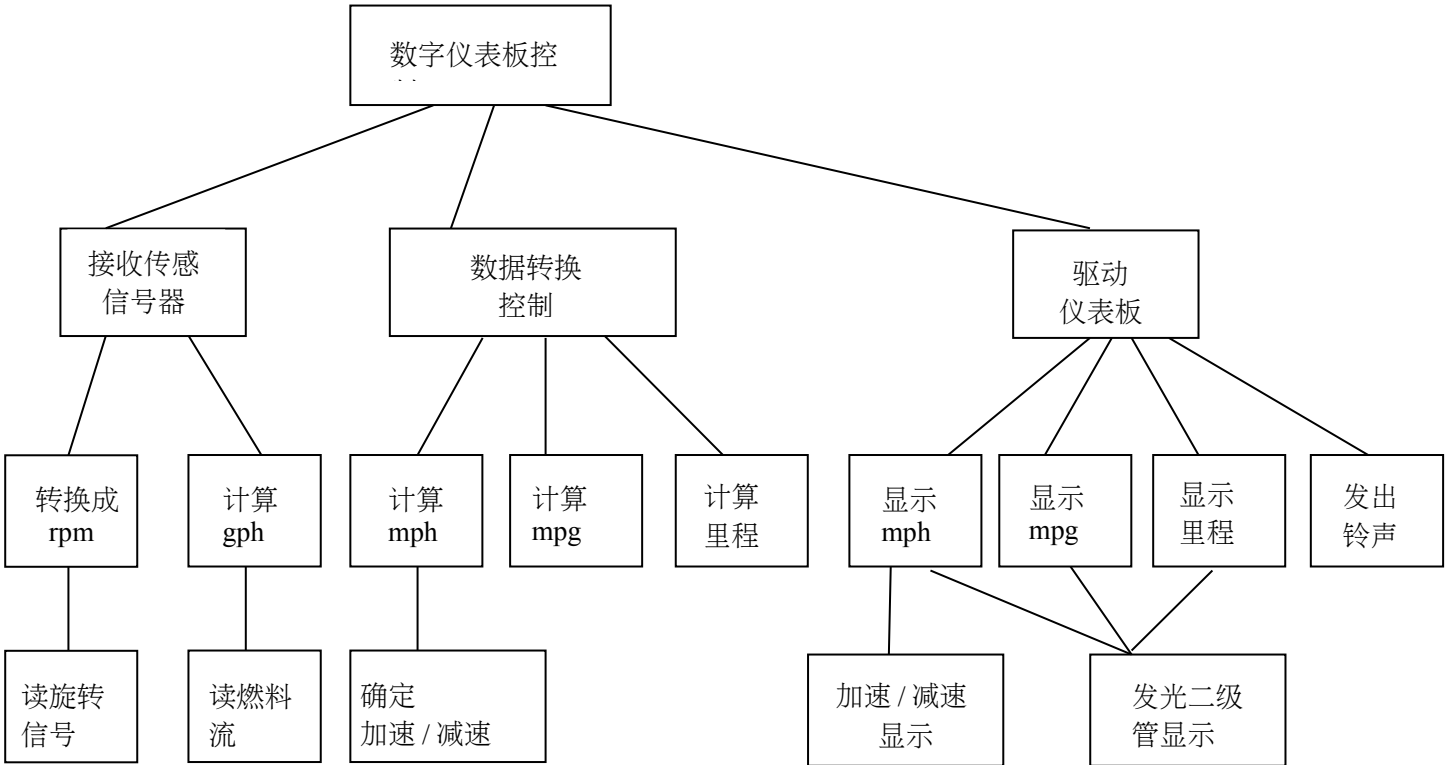 数字仪表板控
接收传感
信号器
数据转换
控制
驱动
仪表板
转换成
rpm
计算
gph
计算
mph
计算
mpg
计算
里程
显示
mph
显示
mpg
显示
里程
发出
铃声
读旋转
信号
读燃料
流
确定
加速 / 减速
加速 / 减速
显示
发光二级
管显示